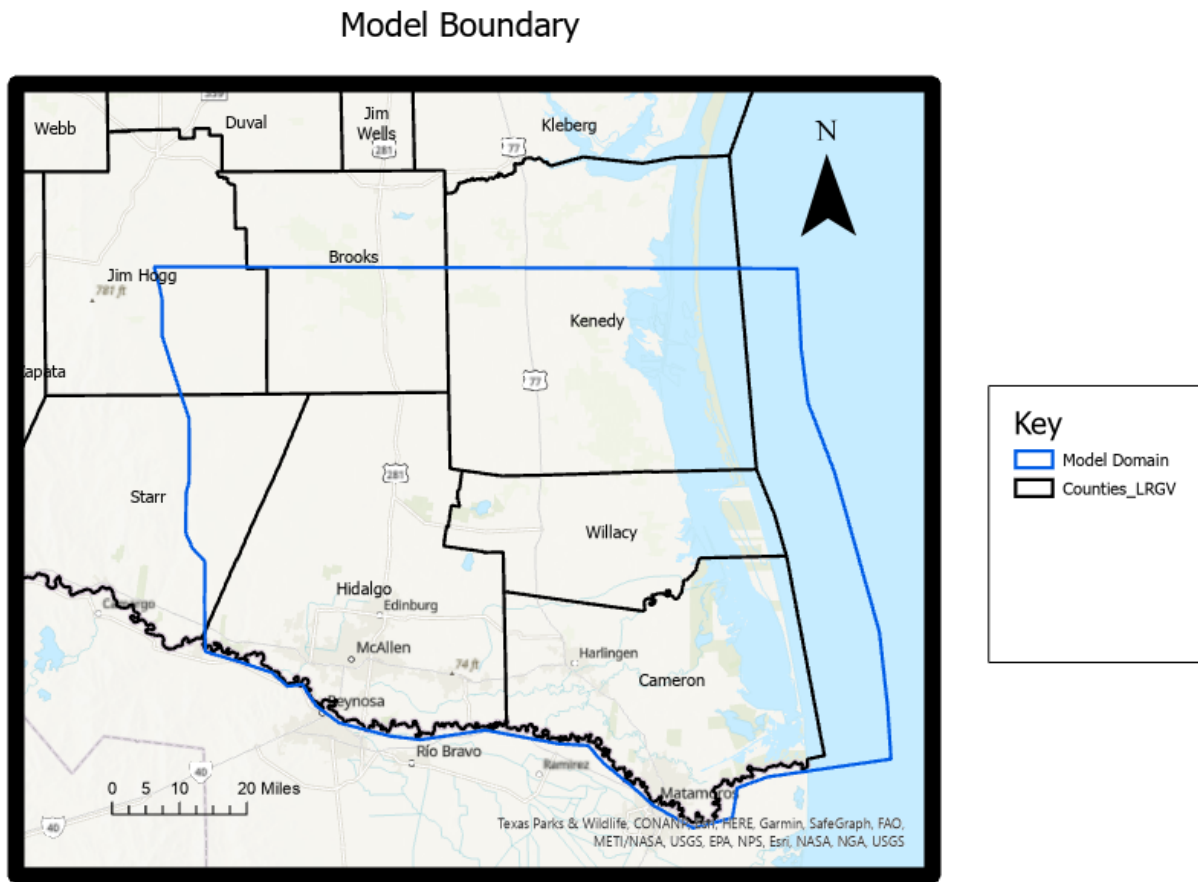 Model Boundary
Webb
Duval
Jim
Wells
281
Kleberg
77
N
Brooks
Jim Hogg
781 ft
Kenedy
77
Zapata
Key
Model Domain
Counties_LRGV
281
Starr
Willacy
Hidalgo
Edinburg
Camargo
McAllen
74 ft
Harlingen
Cameron
Reynosa
Río Bravo
Ramirez
40
0 5 10 20 Miles
40
Matamoros
Texas Parks & Wildlife, CONANP, Esri, HERE, Garmin, SafeGraph, FAO,
METI/NASA, USGS, EPA, NPS, Esri, NASA, NGA, USGS